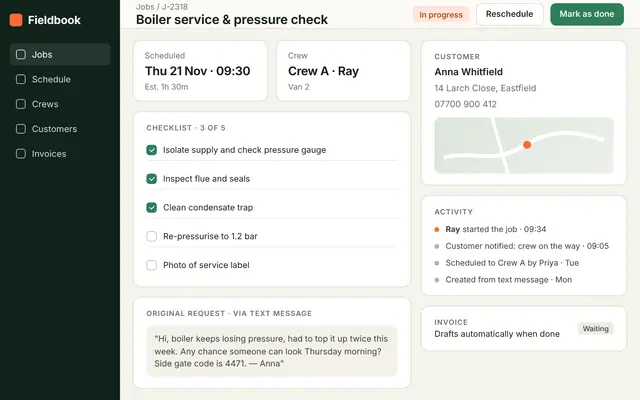 Fieldbook
Jobs
Schedule
Crews
Customers
Invoices
Jobs / J-2318
Boiler service & pressure check
In progress
Reschedule
Mark as done
Scheduled
Thu 21 Nov · 09:30
Est. 1h 30m
Crew
Crew A · Ray
Van 2
CHECKLIST · 3 OF 5
Isolate supply and check pressure gauge
Inspect flue and seals
Clean condensate trap
Re-pressurise to 1.2 bar
Photo of service label
ORIGINAL REQUEST · VIA TEXT MESSAGE
"Hi, boiler keeps losing pressure, had to top it up twice this
week. Any chance someone can look Thursday morning?
Side gate code is 4471. — Anna"
CUSTOMER
Anna Whitfield
14 Larch Close, Eastfield
07700 900 412
ACTIVITY
Ray started the job · 09:34
Customer notified: crew on the way · 09:05
Scheduled to Crew A by Priya · Tue
Created from text message · Mon
INVOICE
Drafts automatically when done
Waiting